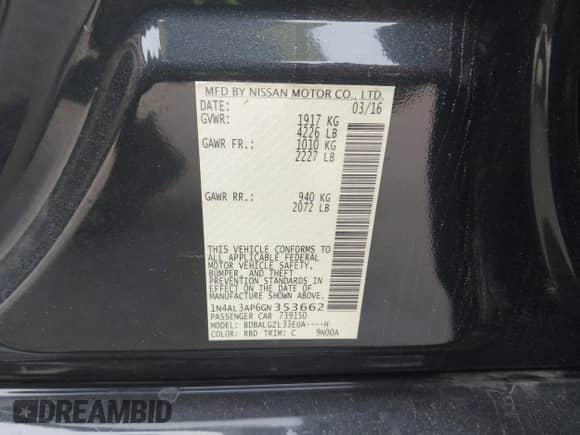 MFD BY NISSAN MOTOR CO., LTD.
DATE: 03/16
GVWR: 1917 KG
4226 LB
GAWR FR.: 1010 KG
2227 LB
GAWR RR.: 940 KG
2072 LB
THIS VEHICLE CONFORMS TO
ALL APPLICABLE FEDERAL
MOTOR VEHICLE SAFETY,
BUMPER, AND THEFT
PREVENTION STANDARDS
IN EFFECT ON THE DATE OF
MANUFACTURE SHOWN ABOVE.
1N4AL3AP6GN353662
PASSENGER CAR 739150
MODEL: BDBALGZL33EUA----H
COLOR: RBD TRIM: C 9N00A
DREAMBID